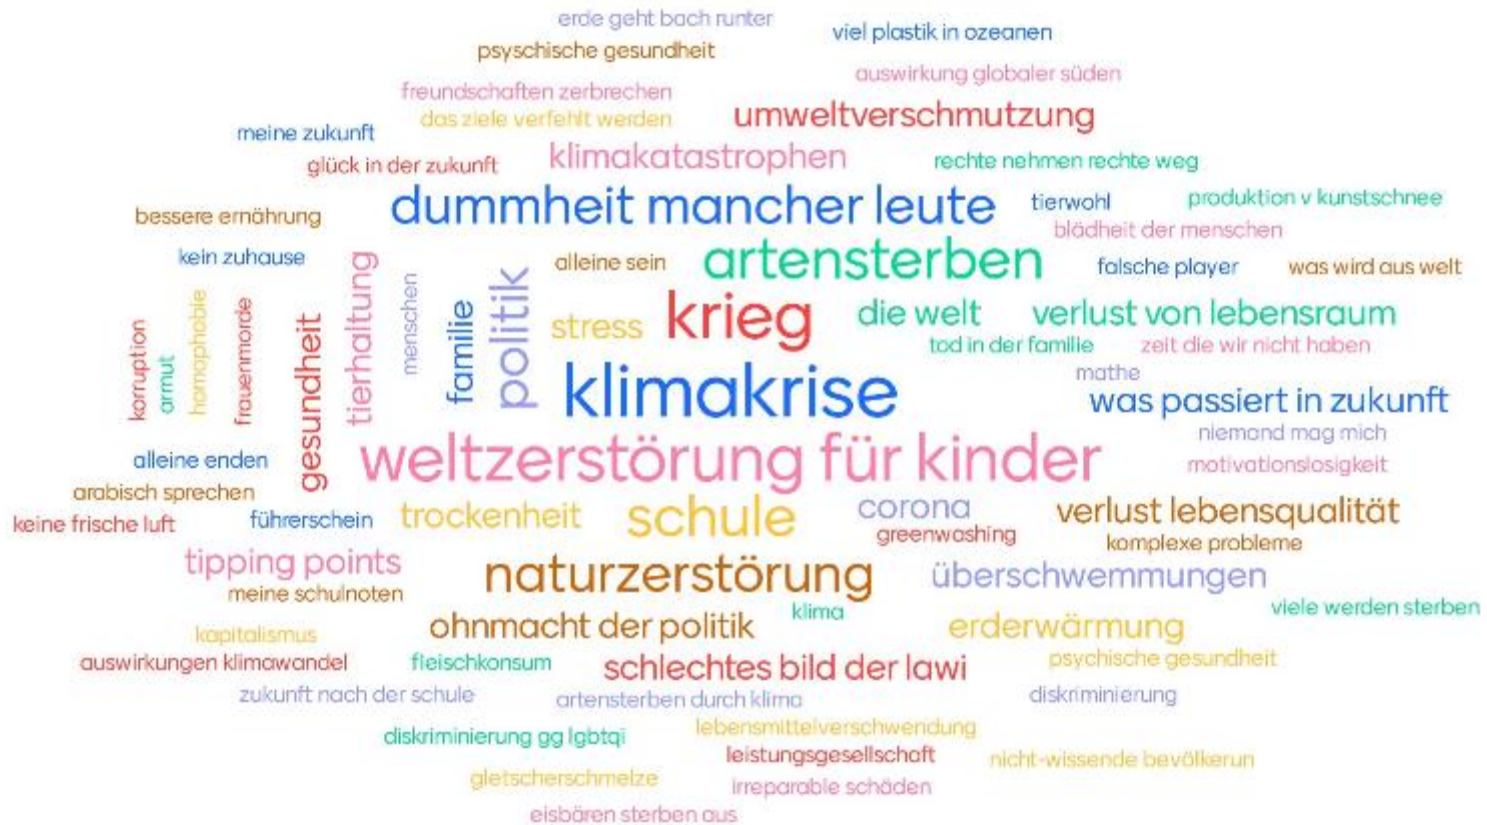 erde geht bach runter
viel plastik in ozeanen
psyschische gesundheit
auswirkung globaler süden
freundschaften zerbrechen
das ziele verfehlt werden
umweltverschmutzung
meine zukunft
glück in der zukunft
klimakatastrophen
rechte nehmen rechte weg
dummheit mancher leute
tierwohl
produktion v kunstschnee
bessere ernährung
blödheit der menschen
kein zuhause
alleine sein
artensterben
falsche player
was wird aus welt
korruption
armut
homophobie
frauenmorde
gesundheit
tierhaltung
menschen
familie
politik
stress
krieg
die welt
verlust von lebensraum
tod in der familie
zeit die wir nicht haben
mathe
klimakrise
was passiert in zukunft
niemand mag mich
alleine enden
weltzerstörung für kinder
motivationslosigkeit
arabisch sprechen
keine frische luft
führerschein
trockenheit
schule
corona
greenwashing
verlust lebensqualität
komplexe probleme
tipping points
meine schulnoten
naturzerstörung
überschwemmungen
klima
viele werden sterben
kapitalismus
ohnmacht der politik
erderwärmung
auswirkungen klimawandel
fleischkonsum
schlechtes bild der lawi
psychische gesundheit
zukunft nach der schule
artensterben durch klima
diskriminierung
diskriminierung gg lgbtqi
lebensmittelverschwendung
leistungsgesellschaft
nicht-wissende bevölkerun
gletscherschmelze
irreparable schäden
eisbären sterben aus